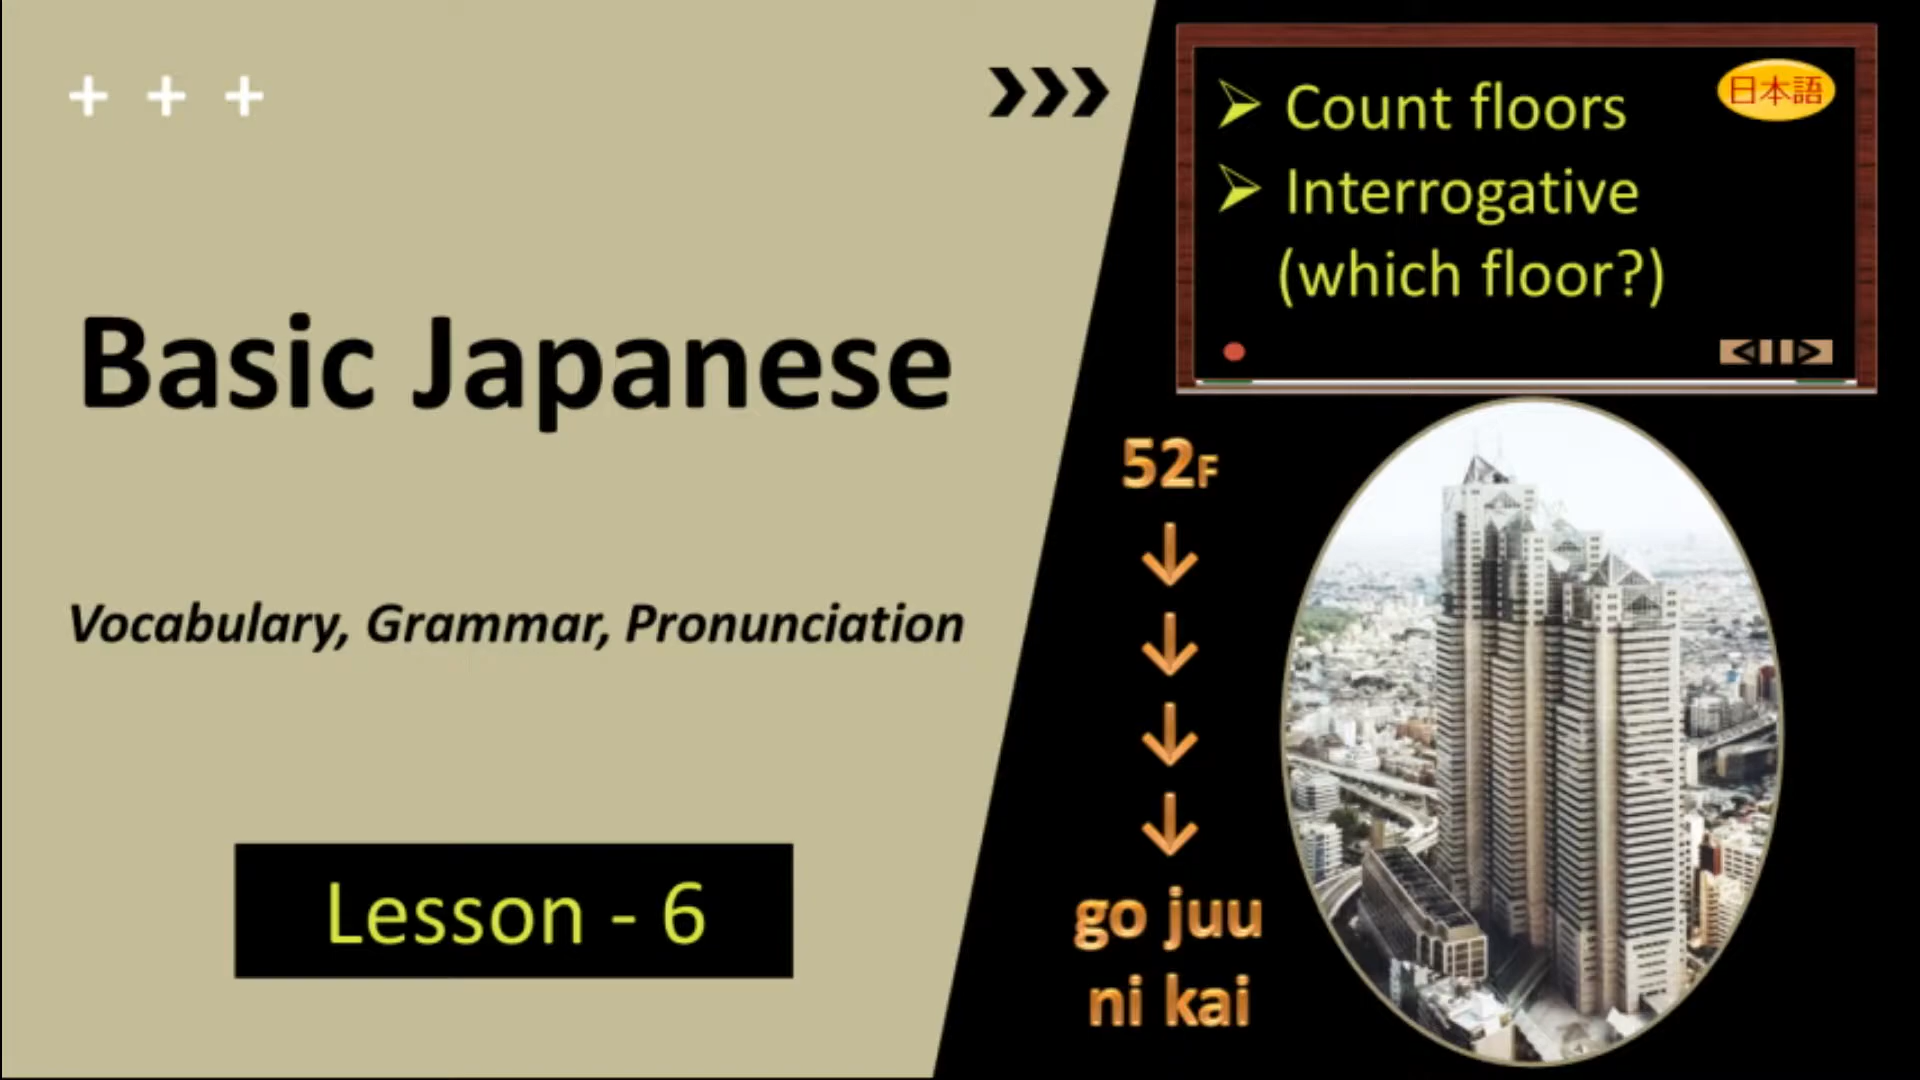 Basic Japanese
Vocabulary, Grammar, Pronunciation
Lesson - 6
Count floors
日本語
Interrogative
(which floor?)
52F
go juu
ni kai